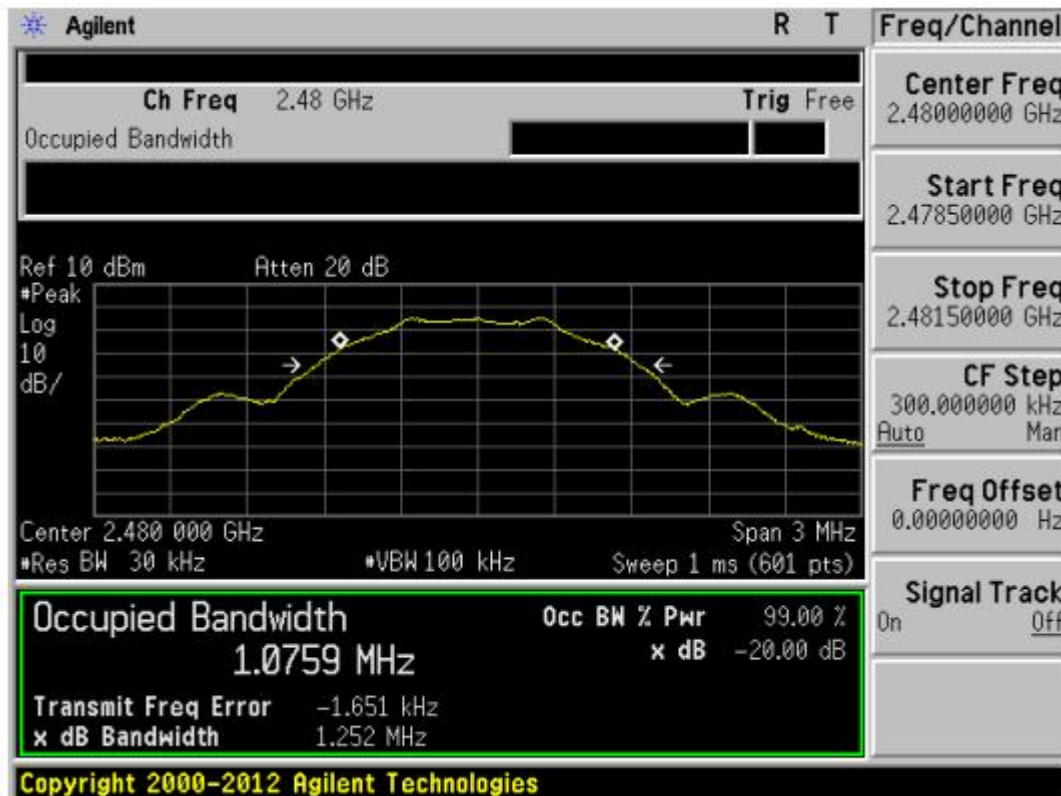 Agilent R T
Ch Freq 2.48 GHz Trig Free
Occupied Bandwidth
Ref 10 dBm Atten 20 dB
#Peak
Log
10
dB/
Center 2.480 000 GHz Span 3 MHz
#Res BW 30 kHz #VBW 100 kHz Sweep 1 ms (601 pts)
Occupied Bandwidth
1.0759 MHz
Occ BW % Pwr 99.00 %
x dB -20.00 dB
Transmit Freq Error -1.651 kHz
x dB Bandwidth 1.252 MHz
Copyright 2000-2012 Agilent Technologies
Freq/Channel
Center Freq
2.48000000 GHz
Start Freq
2.47850000 GHz
Stop Freq
2.48150000 GHz
CF Step
300.000000 kHz
Auto Man
Freq Offset
0.00000000 Hz
Signal Track
On Off